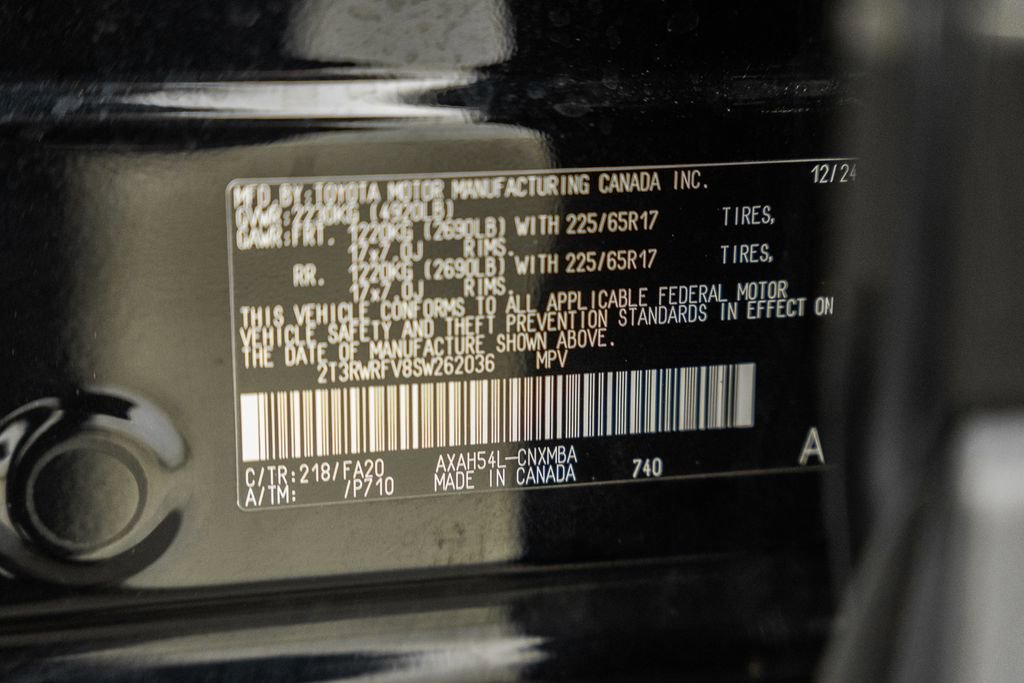 MFD.BY:TOYOTA MOTOR MANUFACTURING CANADA INC. 12/24
GVWR:2230KG (4920LB)
GAWR:FRT. 1220KG (2690LB) WITH 225/65R17 TIRES,
17x7.0J RIMS.
RR. 1220KG (2690LB) WITH 225/65R17 TIRES,
17x7.0J RIMS.
THIS VEHICLE CONFORMS TO ALL APPLICABLE FEDERAL MOTOR
VEHICLE SAFETY AND THEFT PREVENTION STANDARDS IN EFFECT ON
THE DATE OF MANUFACTURE SHOWN ABOVE.
2T3RWRFV8SW262036 MPV
C/TR:218/FA20 AXAH54L-CNXMBA 740 A
A/TM: /P710 MADE IN CANADA